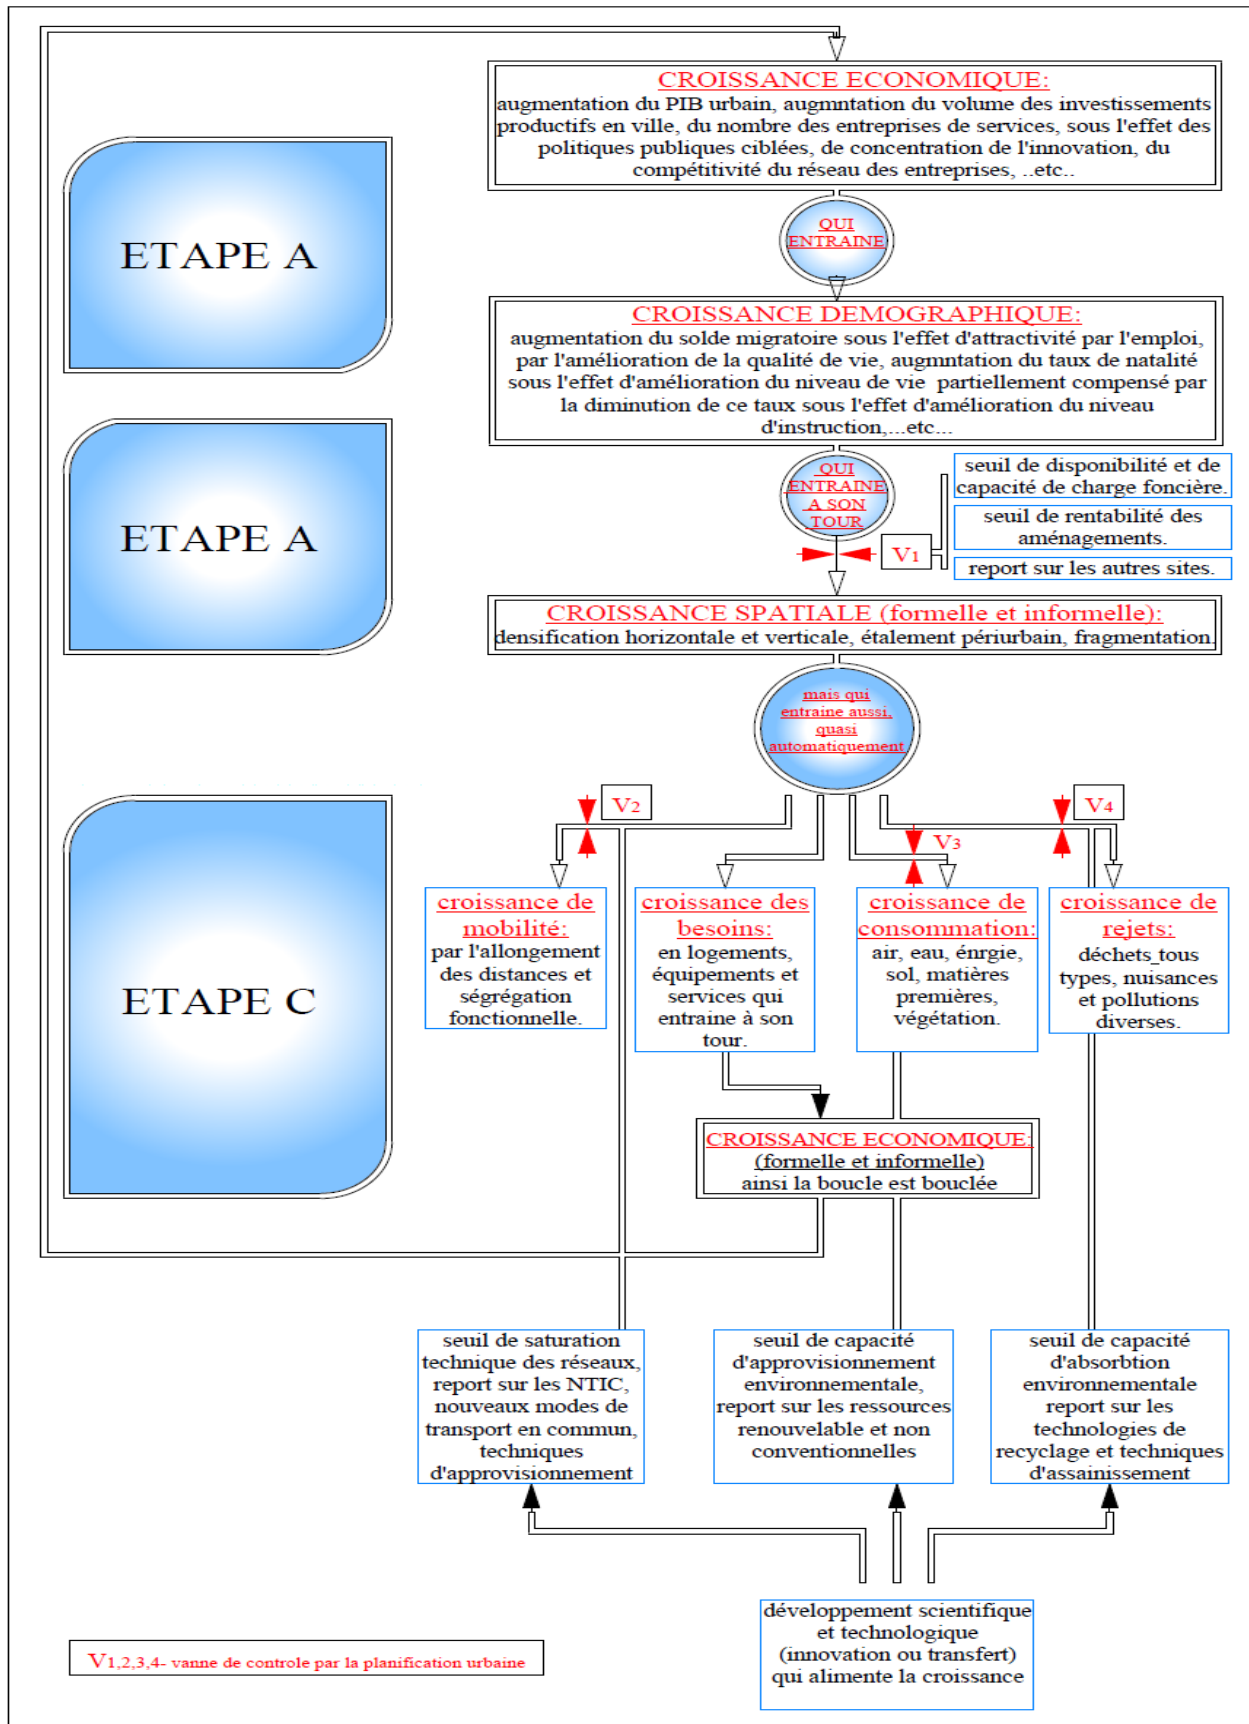 CROISSANCE ECONOMIQUE:
augmentation du PIB urbain, augmntation du volume des investissements
productifs en ville, du nombre des entreprises de services, sous l'effet des
politiques publiques ciblées, de concentration de l'innovation, du
compétitivité du réseau des entreprises, ..etc..
ETAPE A
QUI
ENTRAINE
CROISSANCE DEMOGRAPHIQUE:
augmentation du solde migratoire sous l'effet d'attractivité par l'emploi,
par l'amélioration de la qualité de vie, augmntation du taux de natalité
sous l'effet d'amélioration du niveau de vie  partiellement compensé par
la diminution de ce taux sous l'effet d'amélioration du niveau
d'instruction,...etc...
ETAPE A
QUI
ENTRAINE
A SON
TOUR
V1
seuil de disponibilité et de
capacité de charge foncière.
seuil de rentabilité des
aménagements.
report sur les autres sites.
CROISSANCE SPATIALE (formelle et informelle):
densification horizontale et verticale, étalement périurbain, fragmentation.
mais qui
entraine aussi,
quasi
automatiquement
V2
V3
V4
ETAPE C
croissance de
mobilité:
par l'allongement
des distances et
ségrégation
fonctionnelle.
croissance des
besoins:
en logements,
équipements et
services qui
entraine à son
tour.
croissance de
consommation:
air, eau, énrgie,
sol, matières
premières,
végétation.
croissance de
rejets:
déchets_tous
types, nuisances
et pollutions
diverses.
CROISSANCE ECONOMIQUE:
(formelle et informelle)
ainsi la boucle est bouclée
seuil de saturation
technique des réseaux,
report sur les NTIC,
nouveaux modes de
transport en commun,
techniques
d'approvisionnement
seuil de capacité
d'approvisionnement
environnementale,
report sur les ressources
renouvelable et non
conventionnelles
seuil de capacité
d'absorbtion
environnementale
report sur les
technologies de
recyclage et techniques
d'assainissement
développement scientifique
et technologique
(innovation ou transfert)
qui alimente la croissance
V1,2,3,4- vanne de controle par la planification urbaine